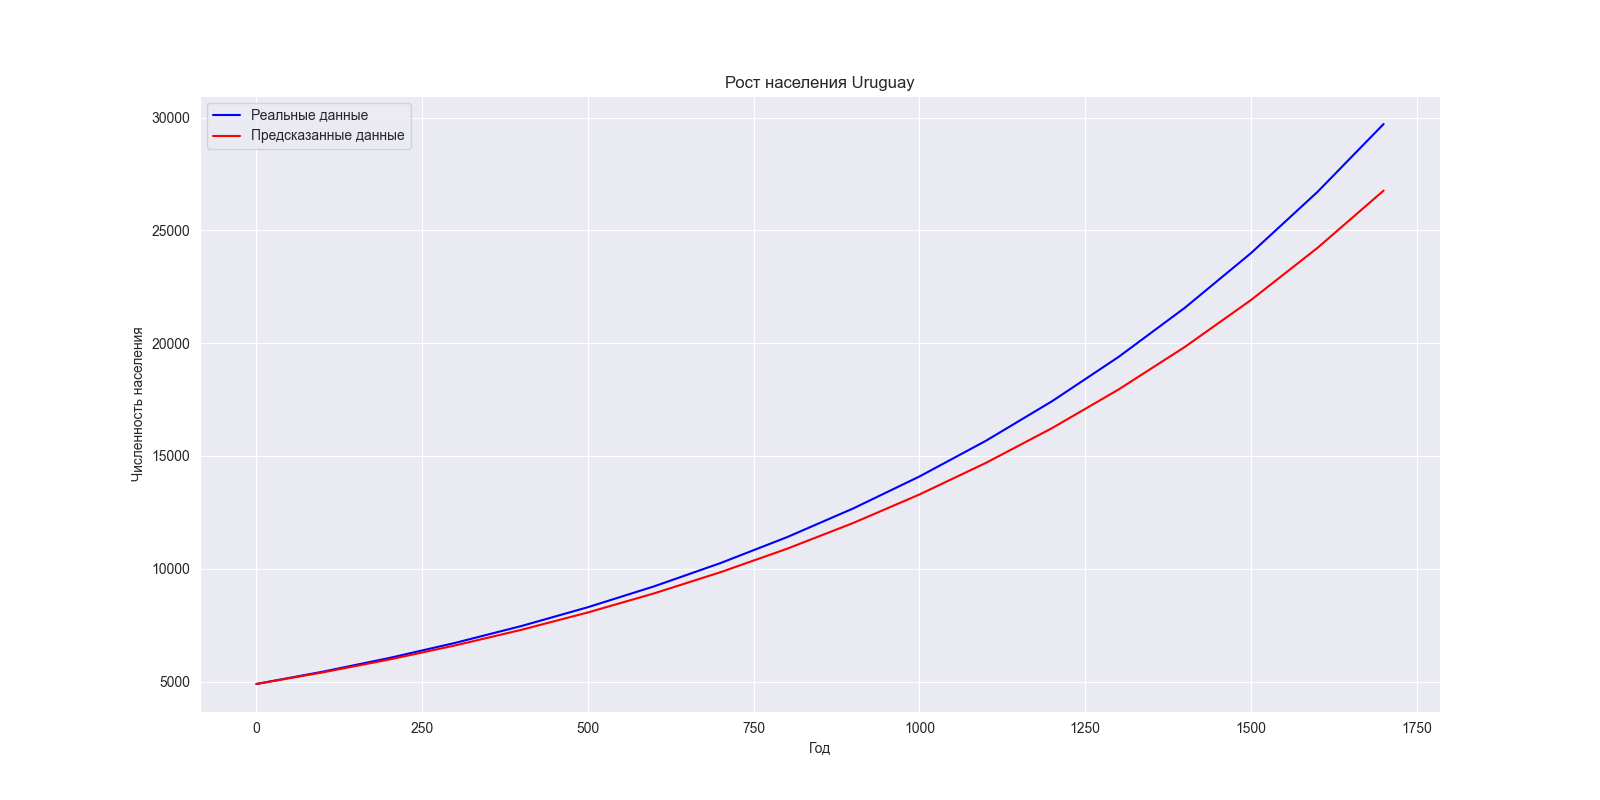 Рост населения Uruguay
Реальные данные
Предсказанные данные
30000
25000
20000
15000
10000
5000
Численность населения
0 250 500 750 1000 1250 1500 1750
Год